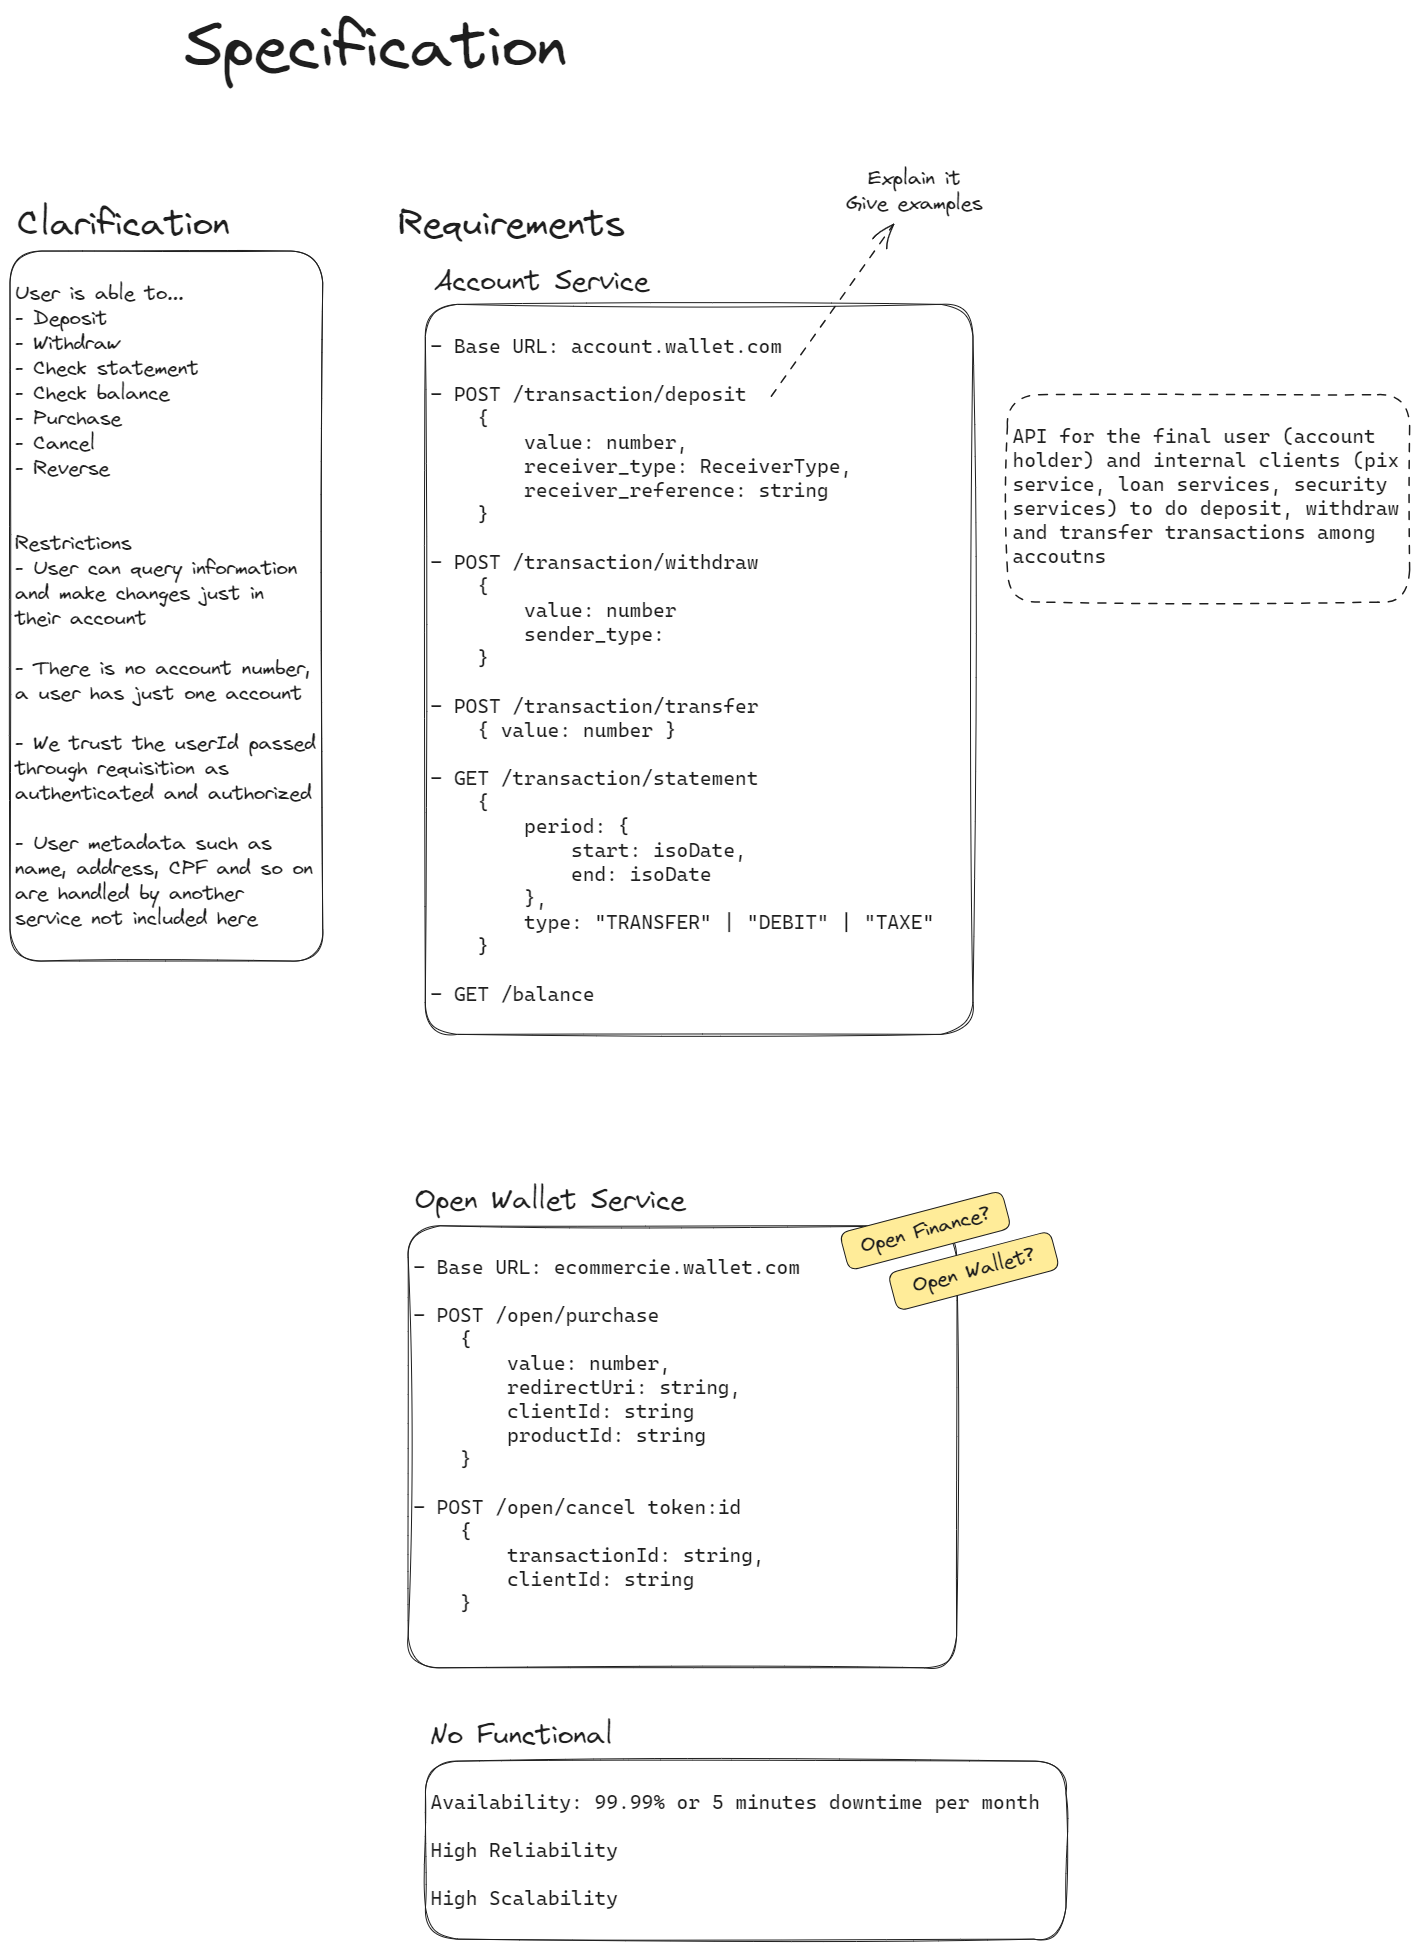 Specification
Clarification
User is able to...
- Deposit
- Withdraw
- Check statement
- Check balance
- Purchase
- Cancel
- Reverse
Restrictions
- User can query information
and make changes just in
their account
- There is no account number,
a user has just one account
- We trust the userId passed
through requisition as
authenticated and authorized
- User metadata such as
name, address, CPF and so on
are handled by another
service not included here
Requirements
Explain it
Give examples
Account Service
- Base URL: account.wallet.com
- POST /transaction/deposit
{
value: number,
receiver_type: ReceiverType,
receiver_reference: string
}
- POST /transaction/withdraw
{
value: number
sender_type:
}
- POST /transaction/transfer
{ value: number }
- GET /transaction/statement
{
period: {
start: isoDate,
end: isoDate
},
type: "TRANSFER" | "DEBIT" | "TAXE"
}
- GET /balance
API for the final user (account
holder) and internal clients (pix
service, loan services, security
services) to do deposit, withdraw
and transfer transactions among
accoutns
Open Wallet Service
Open Finance?
Open Wallet?
- Base URL: ecommercie.wallet.com
- POST /open/purchase
{
value: number,
redirectUri: string,
clientId: string
productId: string
}
- POST /open/cancel token:id
{
transactionId: string,
clientId: string
}
No Functional
Availability: 99.99% or 5 minutes downtime per month
High Reliability
High Scalability